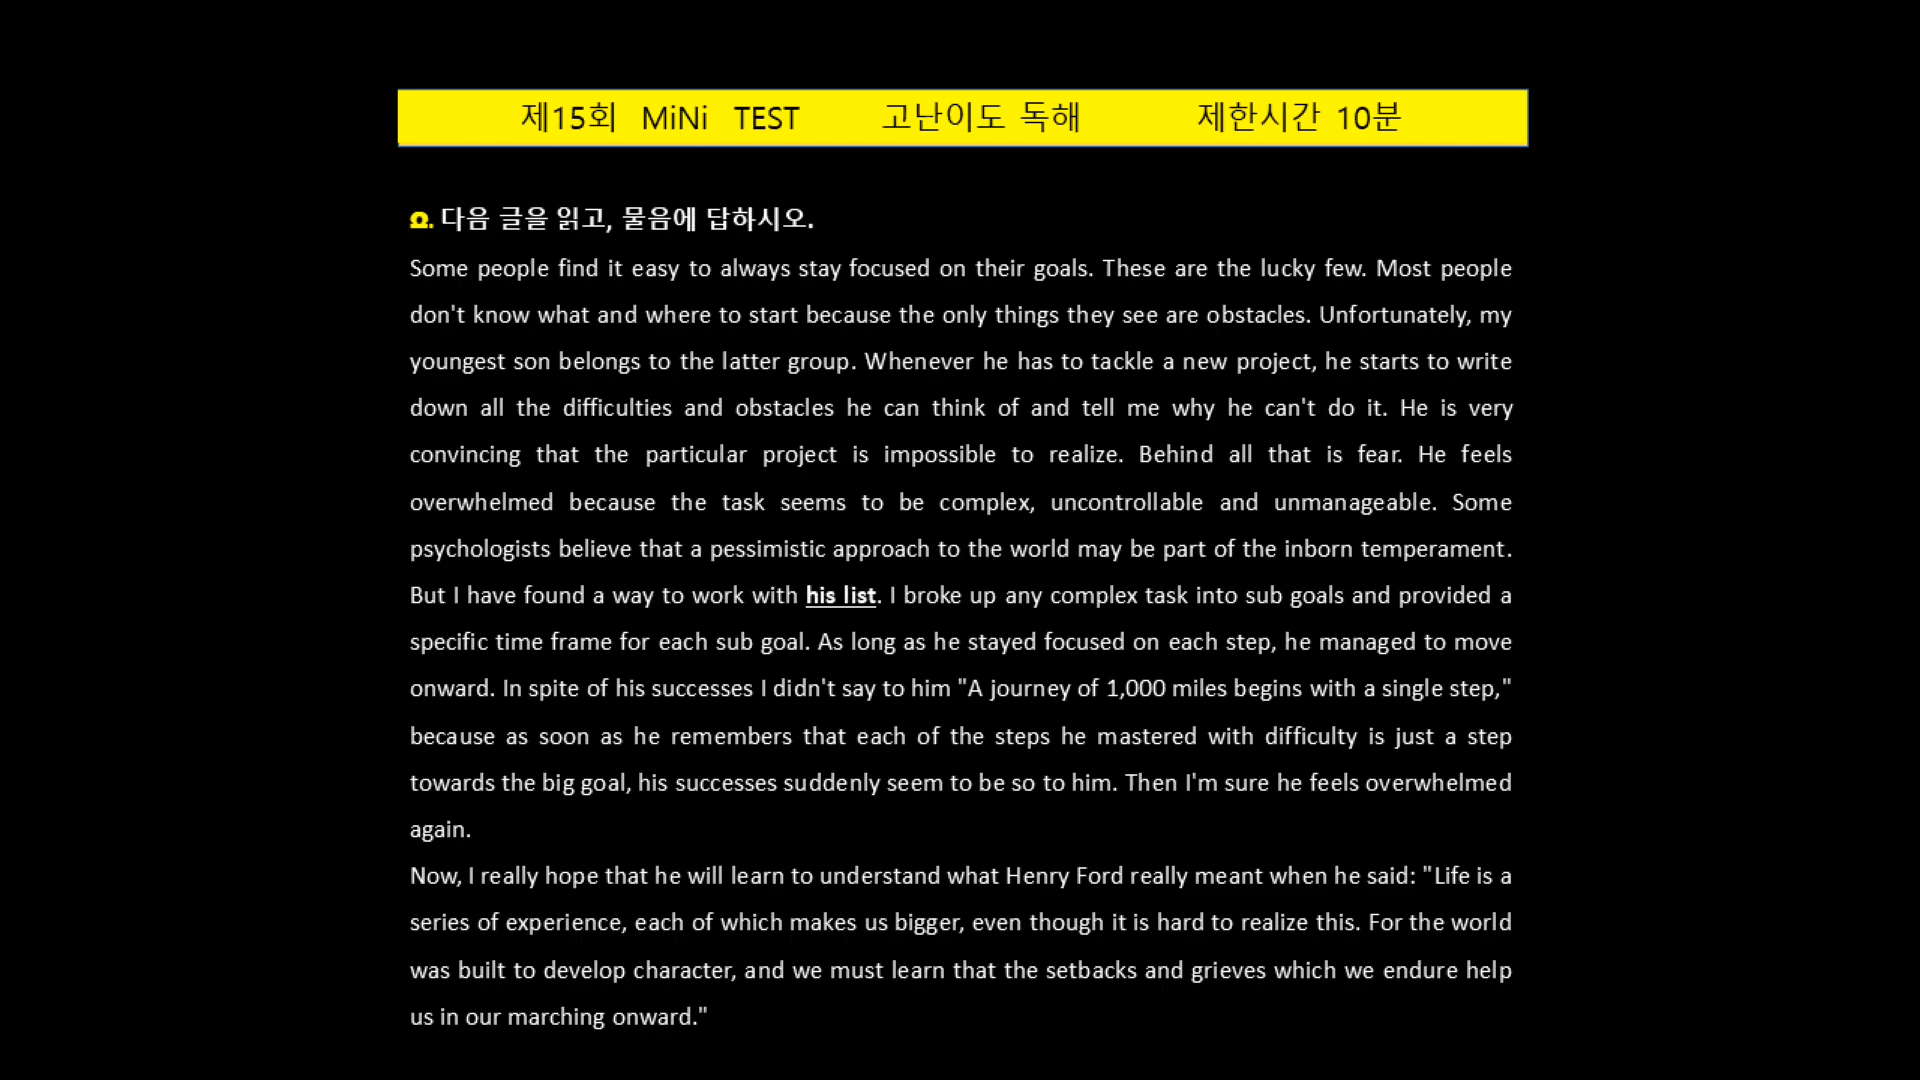 제15회 MiNi TEST 고난이도 독해 제한시간 10분
Q. 다음 글을 읽고, 물음에 답하시오.
Some people find it easy to always stay focused on their goals. These are the lucky few. Most people
don't know what and where to start because the only things they see are obstacles. Unfortunately, my
youngest son belongs to the latter group. Whenever he has to tackle a new project, he starts to write
down all the difficulties and obstacles he can think of and tell me why he can't do it. He is very
convincing that the particular project is impossible to realize. Behind all that is fear. He feels
overwhelmed because the task seems to be complex, uncontrollable and unmanageable. Some
psychologists believe that a pessimistic approach to the world may be part of the inborn temperament.
But I have found a way to work with his list. I broke up any complex task into sub goals and provided a
specific time frame for each sub goal. As long as he stayed focused on each step, he managed to move
onward. In spite of his successes I didn't say to him "A journey of 1,000 miles begins with a single step,"
because as soon as he remembers that each of the steps he mastered with difficulty is just a step
towards the big goal, his successes suddenly seem to be so to him. Then I'm sure he feels overwhelmed
again.
Now, I really hope that he will learn to understand what Henry Ford really meant when he said: "Life is a
series of experience, each of which makes us bigger, even though it is hard to realize this. For the world
was built to develop character, and we must learn that the setbacks and grieves which we endure help
us in our marching onward."